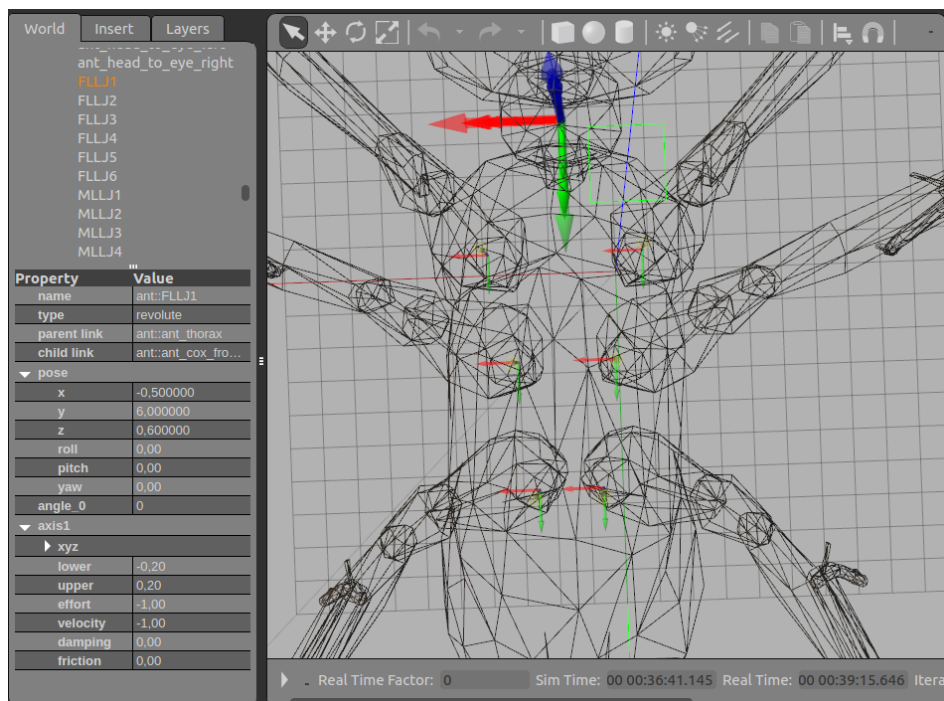 World Insert Layers
ant_head_to_eye_left
ant_head_to_eye_right
FLLJ1
FLLJ2
FLLJ3
FLLJ4
FLLJ5
FLLJ6
MLLJ1
MLLJ2
MLLJ3
MLLJ4
Property Value
name ant::FLLJ1
type revolute
parent link ant::ant_thorax
child link ant::ant_cox_fro...
pose
x -0,500000
y 6,000000
z 0,600000
roll 0,00
pitch 0,00
yaw 0,00
angle_0 0
axis1
xyz
lower -0,20
upper 0,20
effort -1,00
velocity -1,00
damping 0,00
friction 0,00
Real Time Factor: 0 Sim Time: 00 00:36:41.145 Real Time: 00 00:39:15.646 Itera